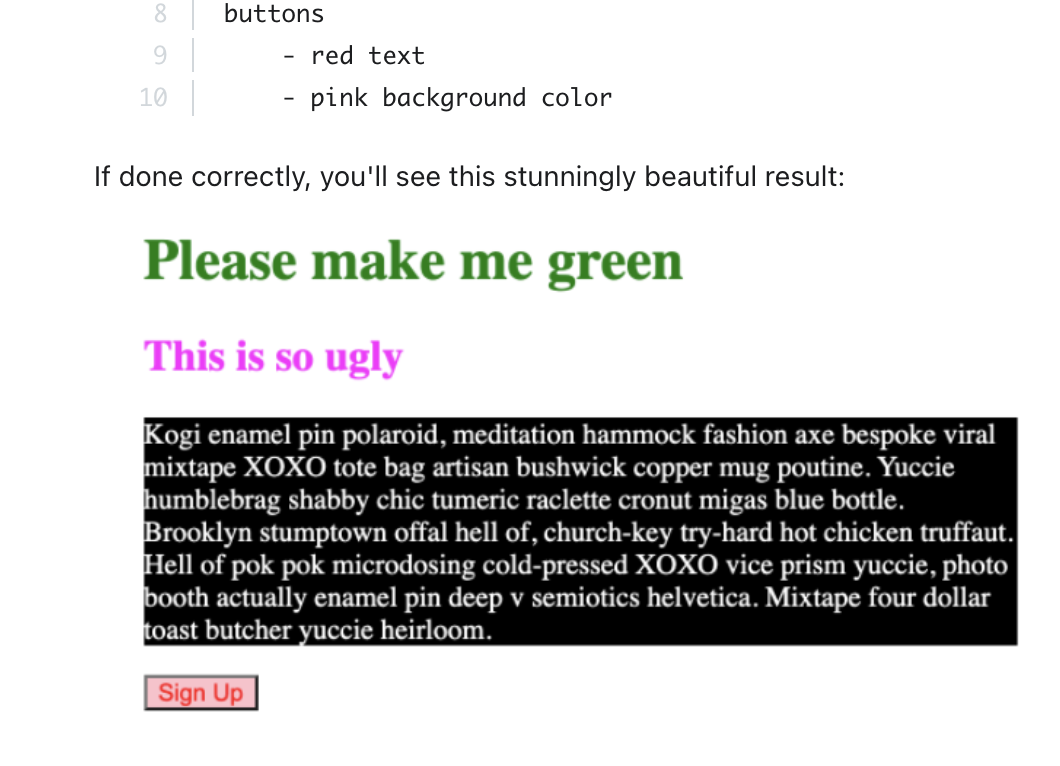 8 buttons
9 - red text
10 - pink background color
If done correctly, you'll see this stunningly beautiful result:
Please make me green
This is so ugly
Kogi enamel pin polaroid, meditation hammock fashion axe bespoke viral
mixtape XOXO tote bag artisan bushwick copper mug poutine. Yuccie
humblebrag shabby chic tumeric raclette cronut migas blue bottle.
Brooklyn stumptown offal hell of, church-key try-hard hot chicken truffaut.
Hell of pok pok microdosing cold-pressed XOXO vice prism yuccie, photo
booth actually enamel pin deep v semiotics helvetica. Mixtape four dollar
toast butcher yuccie heirloom.
Sign Up